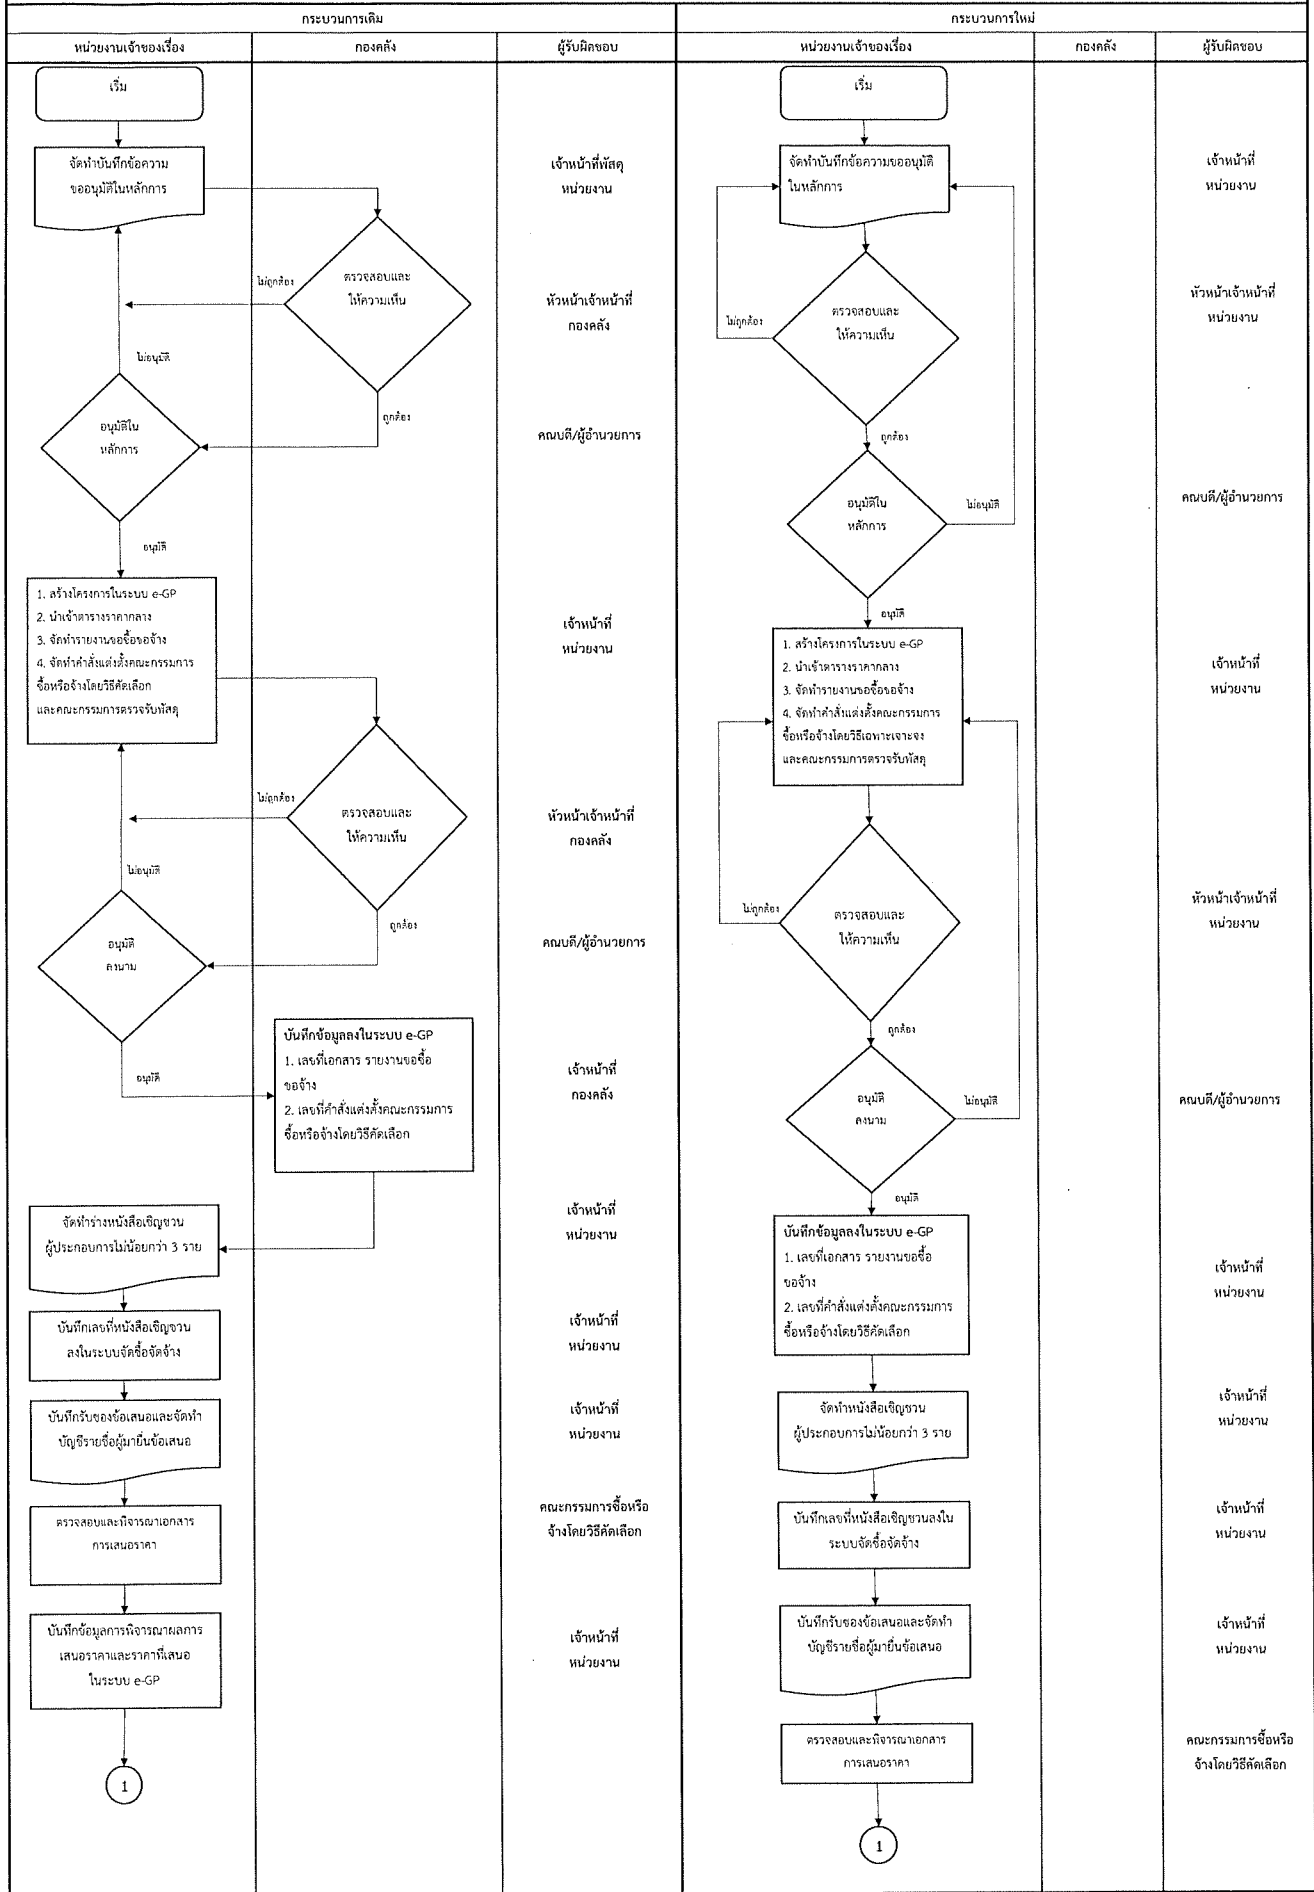 กระบวนการเดิม
กระบวนการใหม่
หน่วยงานเจ้าของเรื่อง
กองคลัง
ผู้รับผิดชอบ
หน่วยงานเจ้าของเรื่อง
กองคลัง
ผู้รับผิดชอบ
เริ่ม
จัดทำบันทึกข้อความ
ขออนุมัติในหลักการ
เจ้าหน้าที่พัสดุ
หน่วยงาน
ตรวจสอบและ
ให้ความเห็น
ไม่ถูกต้อง
หัวหน้าเจ้าหน้าที่
กองคลัง
ไม่อนุมัติ
ถูกต้อง
อนุมัติใน
หลักการ
คณบดี/ผู้อำนวยการ
อนุมัติ
1. สร้างโครงการในระบบ e-GP
2. นำเข้าตารางราคากลาง
3. จัดทำรายงานขอซื้อขอจ้าง
4. จัดทำคำสั่งแต่งตั้งคณะกรรมการ
ซื้อหรือจ้างโดยวิธีคัดเลือก
และคณะกรรมการตรวจรับพัสดุ
เจ้าหน้าที่
หน่วยงาน
ไม่ถูกต้อง
ตรวจสอบและ
ให้ความเห็น
หัวหน้าเจ้าหน้าที่
กองคลัง
ไม่อนุมัติ
ถูกต้อง
อนุมัติ
ลงนาม
คณบดี/ผู้อำนวยการ
อนุมัติ
บันทึกข้อมูลลงในระบบ e-GP
1. เลขที่เอกสาร รายงานขอซื้อ
ขอจ้าง
2. เลขที่คำสั่งแต่งตั้งคณะกรรมการ
ซื้อหรือจ้างโดยวิธีคัดเลือก
เจ้าหน้าที่
กองคลัง
จัดทำร่างหนังสือเชิญชวน
ผู้ประกอบการไม่น้อยกว่า 3 ราย
เจ้าหน้าที่
หน่วยงาน
บันทึกเลขที่หนังสือเชิญชวน
ลงในระบบจัดซื้อจัดจ้าง
เจ้าหน้าที่
หน่วยงาน
บันทึกรับซองข้อเสนอและจัดทำ
บัญชีรายชื่อผู้มายื่นข้อเสนอ
เจ้าหน้าที่
หน่วยงาน
ตรวจสอบและพิจารณาเอกสาร
การเสนอราคา
คณะกรรมการซื้อหรือ
จ้างโดยวิธีคัดเลือก
บันทึกข้อมูลการพิจารณาผลการ
เสนอราคาและราคาที่เสนอ
ในระบบ e-GP
เจ้าหน้าที่
หน่วยงาน
1
เริ่ม
จัดทำบันทึกข้อความขออนุมัติ
ในหลักการ
เจ้าหน้าที่
หน่วยงาน
ไม่ถูกต้อง
ตรวจสอบและ
ให้ความเห็น
หัวหน้าเจ้าหน้าที่
หน่วยงาน
ถูกต้อง
อนุมัติใน
หลักการ
ไม่อนุมัติ
คณบดี/ผู้อำนวยการ
อนุมัติ
1. สร้างโครงการในระบบ e-GP
2. นำเข้าตารางราคากลาง
3. จัดทำรายงานขอซื้อขอจ้าง
4. จัดทำคำสั่งแต่งตั้งคณะกรรมการ
ซื้อหรือจ้างโดยวิธีเฉพาะเจาะจง
และคณะกรรมการตรวจรับพัสดุ
เจ้าหน้าที่
หน่วยงาน
ไม่ถูกต้อง
ตรวจสอบและ
ให้ความเห็น
หัวหน้าเจ้าหน้าที่
หน่วยงาน
ถูกต้อง
อนุมัติ
ลงนาม
ไม่อนุมัติ
คณบดี/ผู้อำนวยการ
อนุมัติ
บันทึกข้อมูลลงในระบบ e-GP
1. เลขที่เอกสาร รายงานขอซื้อ
ขอจ้าง
2. เลขที่คำสั่งแต่งตั้งคณะกรรมการ
ซื้อหรือจ้างโดยวิธีคัดเลือก
เจ้าหน้าที่
หน่วยงาน
จัดทำหนังสือเชิญชวน
ผู้ประกอบการไม่น้อยกว่า 3 ราย
เจ้าหน้าที่
หน่วยงาน
บันทึกเลขที่หนังสือเชิญชวนลงใน
ระบบจัดซื้อจัดจ้าง
เจ้าหน้าที่
หน่วยงาน
บันทึกรับซองข้อเสนอและจัดทำ
บัญชีรายชื่อผู้มายื่นข้อเสนอ
เจ้าหน้าที่
หน่วยงาน
ตรวจสอบและพิจารณาเอกสาร
การเสนอราคา
คณะกรรมการซื้อหรือ
จ้างโดยวิธีคัดเลือก
1